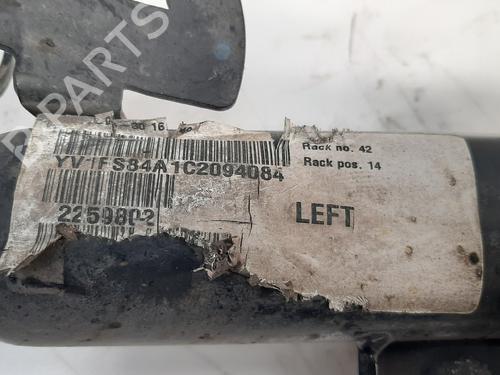 Rack no. 42
YV1FS84A1C2094084
Rack pos. 14
2259802
LEFT
B-PARTS